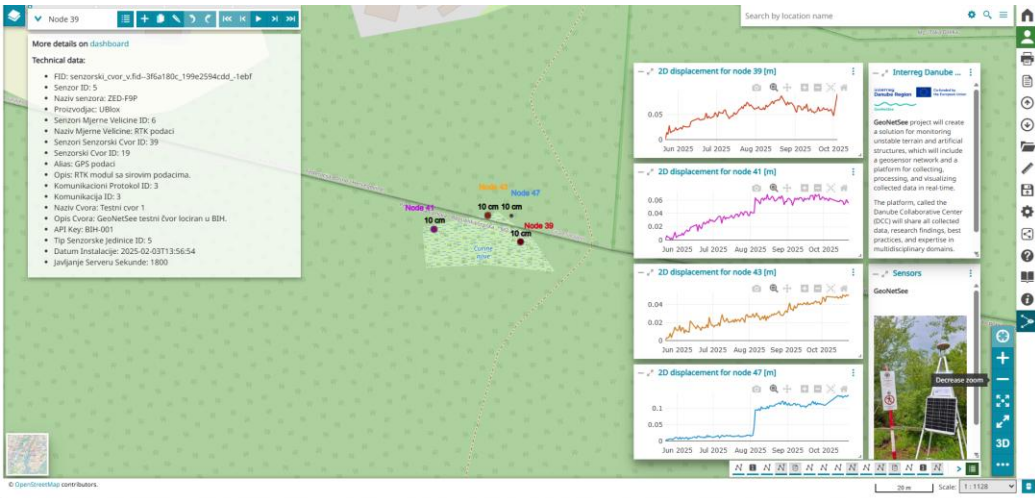 Node 39
Search by location name
More details on dashboard
Technical data:
FID: senzorski_cvor_v.fid--3f6a180c_199e2594cdd_-1ebf
Senzor ID: 5
Naziv senzora: ZED-F9P
Proizvodjac: UBlox
Senzori Mjerne Velicine ID: 6
Naziv Mjerne Velicine: RTK podaci
Senzori Senzorski Cvor ID: 39
Senzorski Cvor ID: 19
Alias: GPS podaci
Opis: RTK modul sa sirovim podacima.
Komunikacioni Protokol ID: 3
Komunikacija ID: 3
Naziv Cvora: Testni cvor 1
Opis Cvora: GeoNetSee testni čvor lociran u BIH.
API Key: BIH-001
Tip Senzorske Jedinice ID: 5
Datum Instalacije: 2025-02-03T13:56:54
Javljanje Serveru Sekunde: 1800
Node 47
Node 41
10 cm 10 cm
10 cm
Node 39
10 cm
2D displacement for node 39 [m]
0.05
0
Jun 2025 Jul 2025 Aug 2025 Sep 2025 Oct 2025
2D displacement for node 41 [m]
0.06
0.04
0.02
0
Jun 2025 Jul 2025 Aug 2025 Sep 2025 Oct 2025
2D displacement for node 43 [m]
0.04
0.02
0
Jun 2025 Jul 2025 Aug 2025 Sep 2025 Oct 2025
2D displacement for node 47 [m]
0.1
0.05
0
Jun 2025 Jul 2025 Aug 2025 Sep 2025 Oct 2025
Interreg Danube ...
Danube Region
Co-funded by
the European Union
GeoNetSee project will create
a solution for monitoring
unstable terrain and artificial
structures, which will include
a geosensor network and a
platform for collecting,
processing, and visualizing
collected data in real-time.
The platform, called the
Danube Collaborative Center
(DCC) will share all collected
data, research findings, best
practices, and expertise in
multidisciplinary domains.
Sensors
GeoNetSee
Decrease zoom
3D
© OpenStreetMap contributors.
20 m
Scale: 1 : 1128